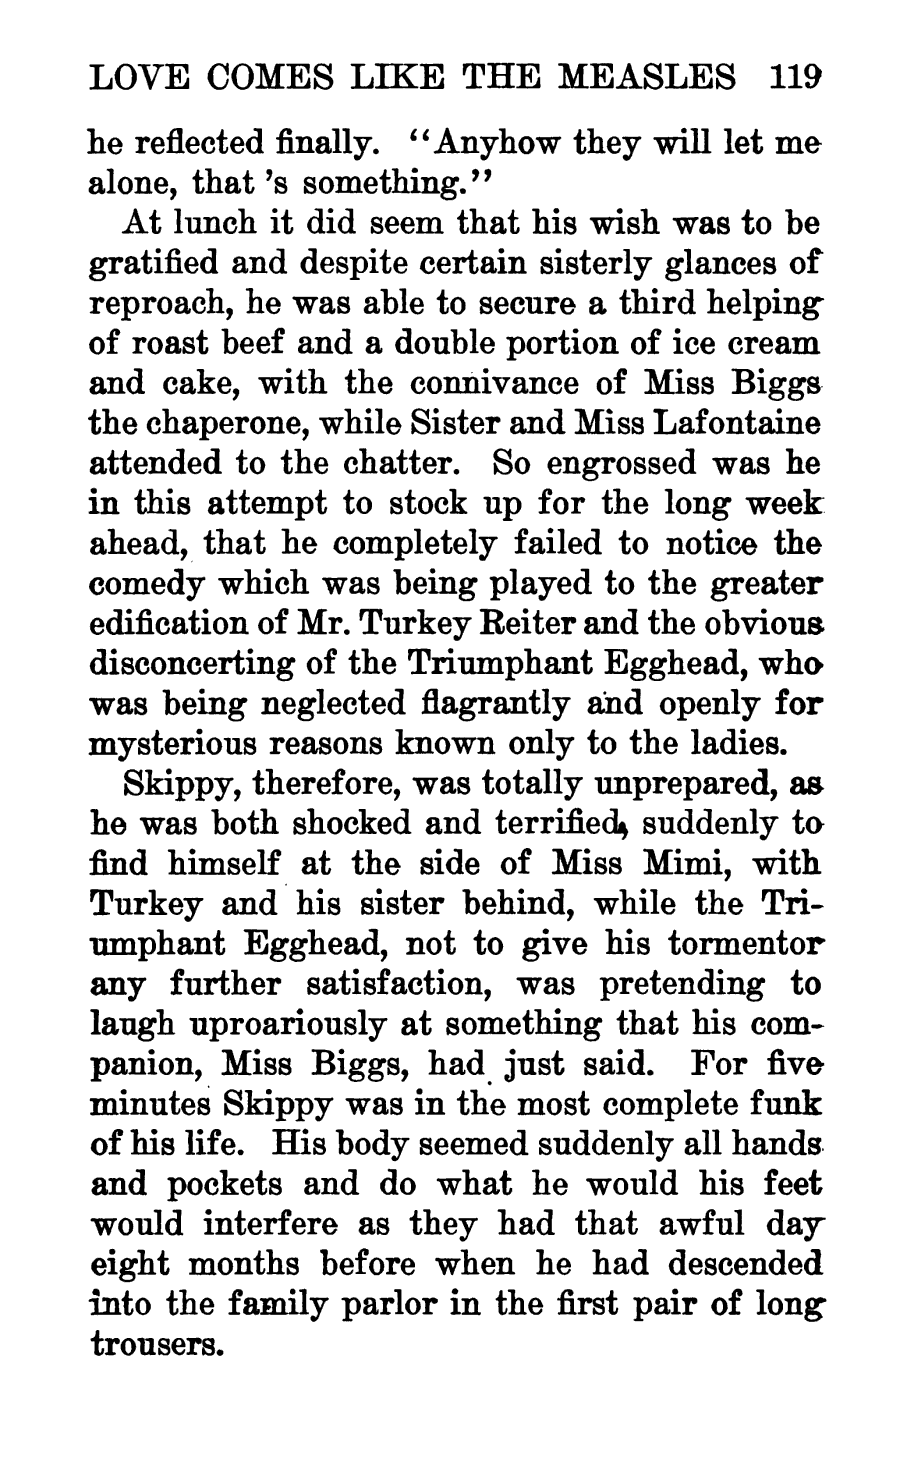 LOVE COMES LIKE THE MEASLES 119
he reflected finally. "Anyhow they will let me
alone, that 's something."
At lunch it did seem that his wish was to be
gratified and despite certain sisterly glances of
reproach, he was able to secure a third helping
of roast beef and a double portion of ice cream
and cake, with the connivance of Miss Biggs
the chaperone, while Sister and Miss Lafontaine
attended to the chatter. So engrossed was he
in this attempt to stock up for the long week
ahead, that he completely failed to notice the
comedy which was being played to the greater
edification of Mr. Turkey Reiter and the obvious
disconcerting of the Triumphant Egghead, who
was being neglected flagrantly and openly for
mysterious reasons known only to the ladies.
Skippy, therefore, was totally unprepared, as
he was both shocked and terrified, suddenly to
find himself at the side of Miss Mimi, with
Turkey and his sister behind, while the Tri-
umphant Egghead, not to give his tormentor
any further satisfaction, was pretending to
laugh uproariously at something that his com-
panion, Miss Biggs, had just said. For five
minutes Skippy was in the most complete funk
of his life. His body seemed suddenly all hands
and pockets and do what he would his feet
would interfere as they had that awful day
eight months before when he had descended
into the family parlor in the first pair of long
trousers.